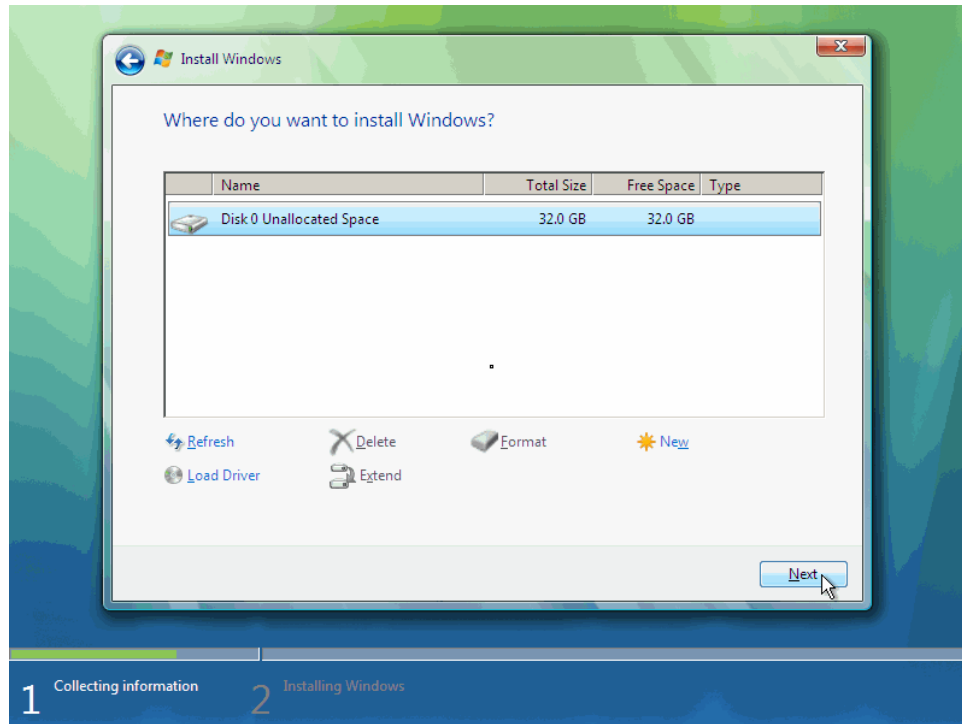 Install Windows
Where do you want to install Windows?
Name Total Size Free Space Type
Disk 0 Unallocated Space 32.0 GB 32.0 GB
Refresh Delete Format New
Load Driver Extend
Next
1 Collecting information 2 Installing Windows